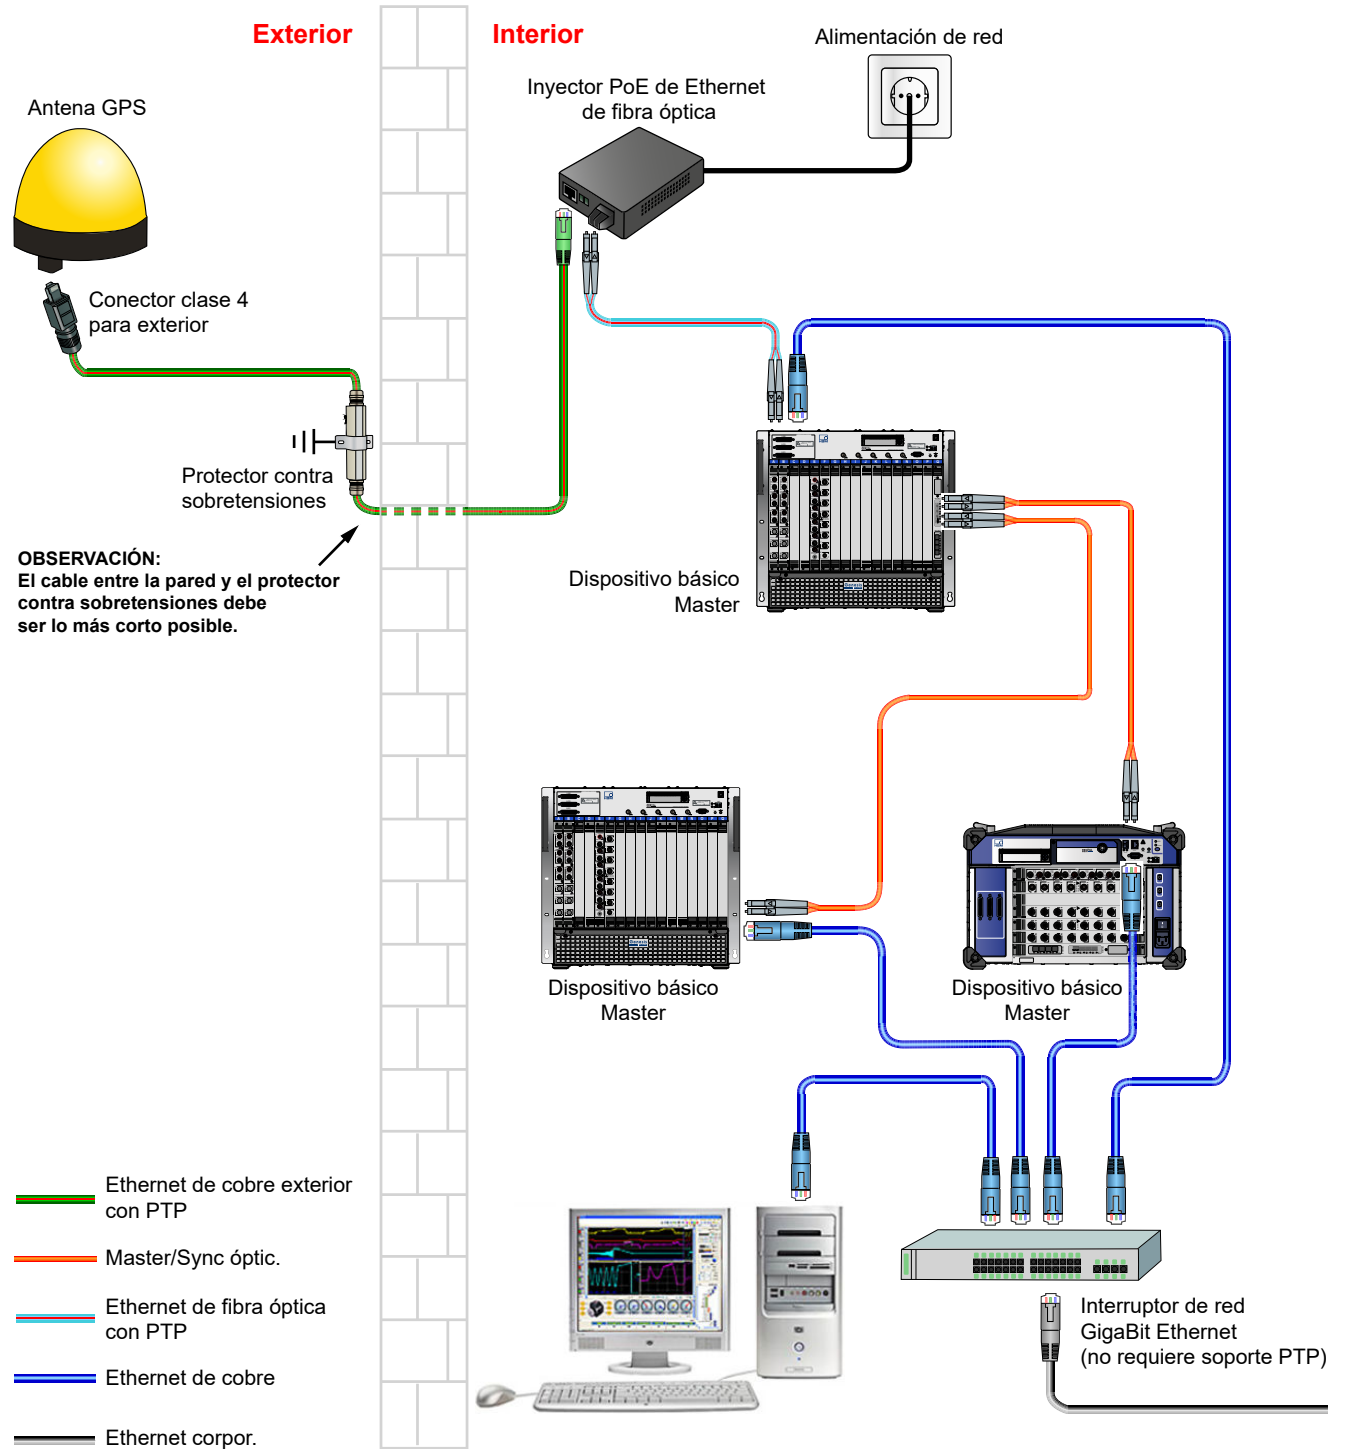 Exterior
Interior
Alimentación de red
Inyector PoE de Ethernet
de fibra óptica
Antena GPS
Conector clase 4
para exterior
Protector contra
sobretensiones
OBSERVACIÓN:
El cable entre la pared y el protector
contra sobretensiones debe
ser lo más corto posible.
Dispositivo básico
Master
Dispositivo básico
Master
Dispositivo básico
Master
Ethernet de cobre exterior
con PTP
Master/Sync óptic.
Ethernet de fibra óptica
con PTP
Ethernet de cobre
Ethernet corpor.
Interruptor de red
GigaBit Ethernet
(no requiere soporte PTP)